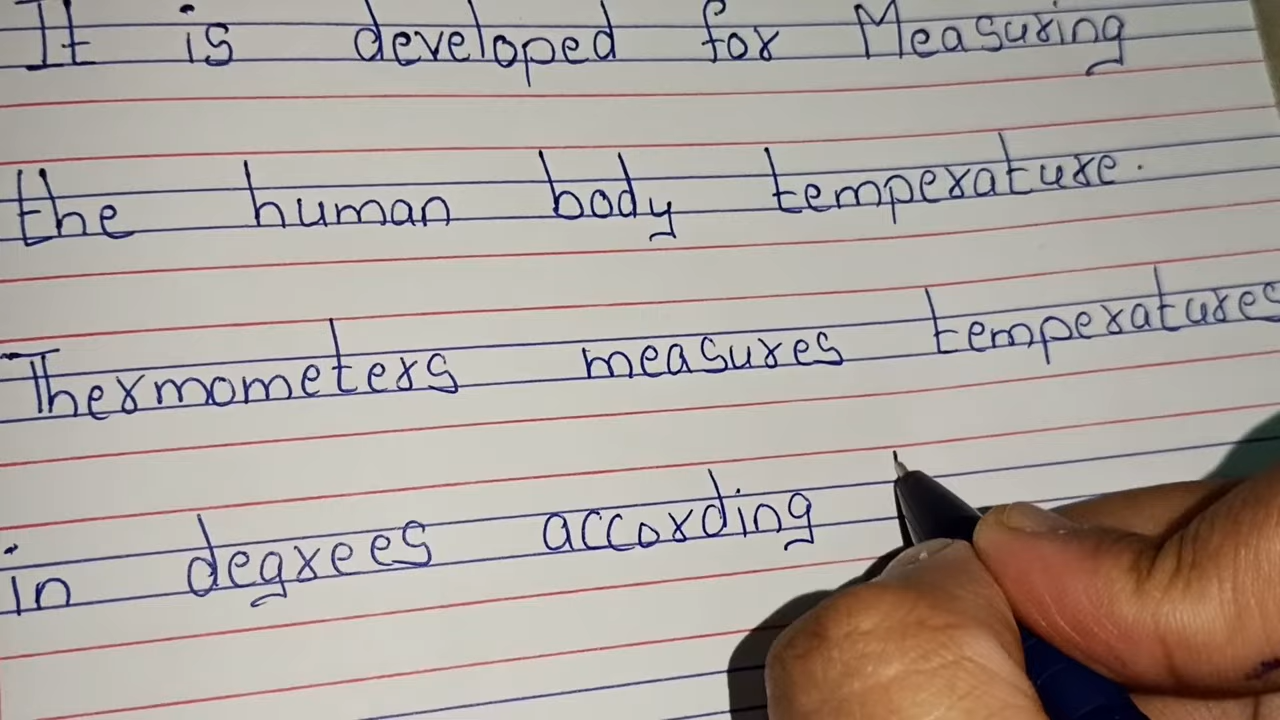 It is developed for Measuring
the human body temperature.
Thermometers measures temperatures
in degrees according